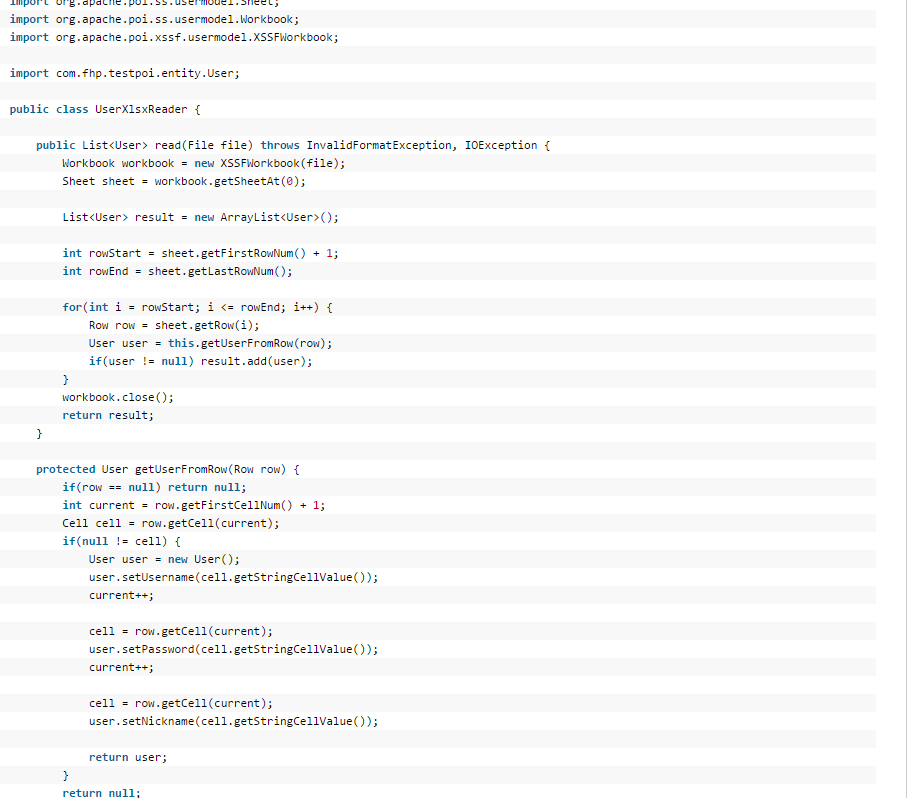 import org.apache.poi.ss.usermodel.Sheet;
import org.apache.poi.ss.usermodel.Workbook;
import org.apache.poi.xssf.usermodel.XSSFWorkbook;
import com.fhp.testpoi.entity.User;
public class UserXlsxReader {
public List<User> read(File file) throws InvalidFormatException, IOException {
Workbook workbook = new XSSFWorkbook(file);
Sheet sheet = workbook.getSheetAt(0);
List<User> result = new ArrayList<User>();
int rowStart = sheet.getFirstRowNum() + 1;
int rowEnd = sheet.getLastRowNum();
for(int i = rowStart; i <= rowEnd; i++) {
Row row = sheet.getRow(i);
User user = this.getUserFromRow(row);
if(user != null) result.add(user);
}
workbook.close();
return result;
}
protected User getUserFromRow(Row row) {
if(row == null) return null;
int current = row.getFirstCellNum() + 1;
Cell cell = row.getCell(current);
if(null != cell) {
User user = new User();
user.setUsername(cell.getStringCellValue());
current++;
cell = row.getCell(current);
user.setPassword(cell.getStringCellValue());
current++;
cell = row.getCell(current);
user.setNickname(cell.getStringCellValue());
return user;
}
return null;